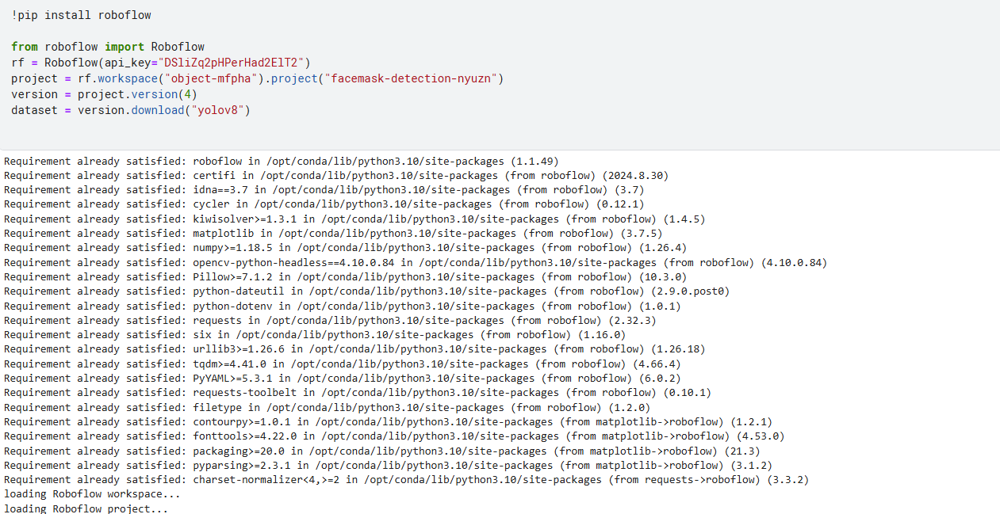 !pip install roboflow
from roboflow import Roboflow
rf = Roboflow(api_key="DSliZq2pHPerHad2ElT2")
project = rf.workspace("object-mfpha").project("facemask-detection-nyuzn")
version = project.version(4)
dataset = version.download("yolov8")
Requirement already satisfied: roboflow in /opt/conda/lib/python3.10/site-packages (1.1.49)
Requirement already satisfied: certifi in /opt/conda/lib/python3.10/site-packages (from roboflow) (2024.8.30)
Requirement already satisfied: idna==3.7 in /opt/conda/lib/python3.10/site-packages (from roboflow) (3.7)
Requirement already satisfied: cycler in /opt/conda/lib/python3.10/site-packages (from roboflow) (0.12.1)
Requirement already satisfied: kiwisolver>=1.3.1 in /opt/conda/lib/python3.10/site-packages (from roboflow) (1.4.5)
Requirement already satisfied: matplotlib in /opt/conda/lib/python3.10/site-packages (from roboflow) (3.7.5)
Requirement already satisfied: numpy>=1.18.5 in /opt/conda/lib/python3.10/site-packages (from roboflow) (1.26.4)
Requirement already satisfied: opencv-python-headless==4.10.0.84 in /opt/conda/lib/python3.10/site-packages (from roboflow) (4.10.0.84)
Requirement already satisfied: Pillow>=7.1.2 in /opt/conda/lib/python3.10/site-packages (from roboflow) (10.3.0)
Requirement already satisfied: python-dateutil in /opt/conda/lib/python3.10/site-packages (from roboflow) (2.9.0.post0)
Requirement already satisfied: python-dotenv in /opt/conda/lib/python3.10/site-packages (from roboflow) (1.0.1)
Requirement already satisfied: requests in /opt/conda/lib/python3.10/site-packages (from roboflow) (2.32.3)
Requirement already satisfied: six in /opt/conda/lib/python3.10/site-packages (from roboflow) (1.16.0)
Requirement already satisfied: urllib3>=1.26.6 in /opt/conda/lib/python3.10/site-packages (from roboflow) (1.26.18)
Requirement already satisfied: tqdm>=4.41.0 in /opt/conda/lib/python3.10/site-packages (from roboflow) (4.66.4)
Requirement already satisfied: PyYAML>=5.3.1 in /opt/conda/lib/python3.10/site-packages (from roboflow) (6.0.2)
Requirement already satisfied: requests-toolbelt in /opt/conda/lib/python3.10/site-packages (from roboflow) (0.10.1)
Requirement already satisfied: filetype in /opt/conda/lib/python3.10/site-packages (from roboflow) (1.2.0)
Requirement already satisfied: contourpy>=1.0.1 in /opt/conda/lib/python3.10/site-packages (from matplotlib->roboflow) (1.2.1)
Requirement already satisfied: fonttools>=4.22.0 in /opt/conda/lib/python3.10/site-packages (from matplotlib->roboflow) (4.53.0)
Requirement already satisfied: packaging>=20.0 in /opt/conda/lib/python3.10/site-packages (from matplotlib->roboflow) (21.3)
Requirement already satisfied: pyparsing>=2.3.1 in /opt/conda/lib/python3.10/site-packages (from matplotlib->roboflow) (3.1.2)
Requirement already satisfied: charset-normalizer<4,>=2 in /opt/conda/lib/python3.10/site-packages (from requests->roboflow) (3.3.2)
loading Roboflow workspace...
loading Roboflow project...